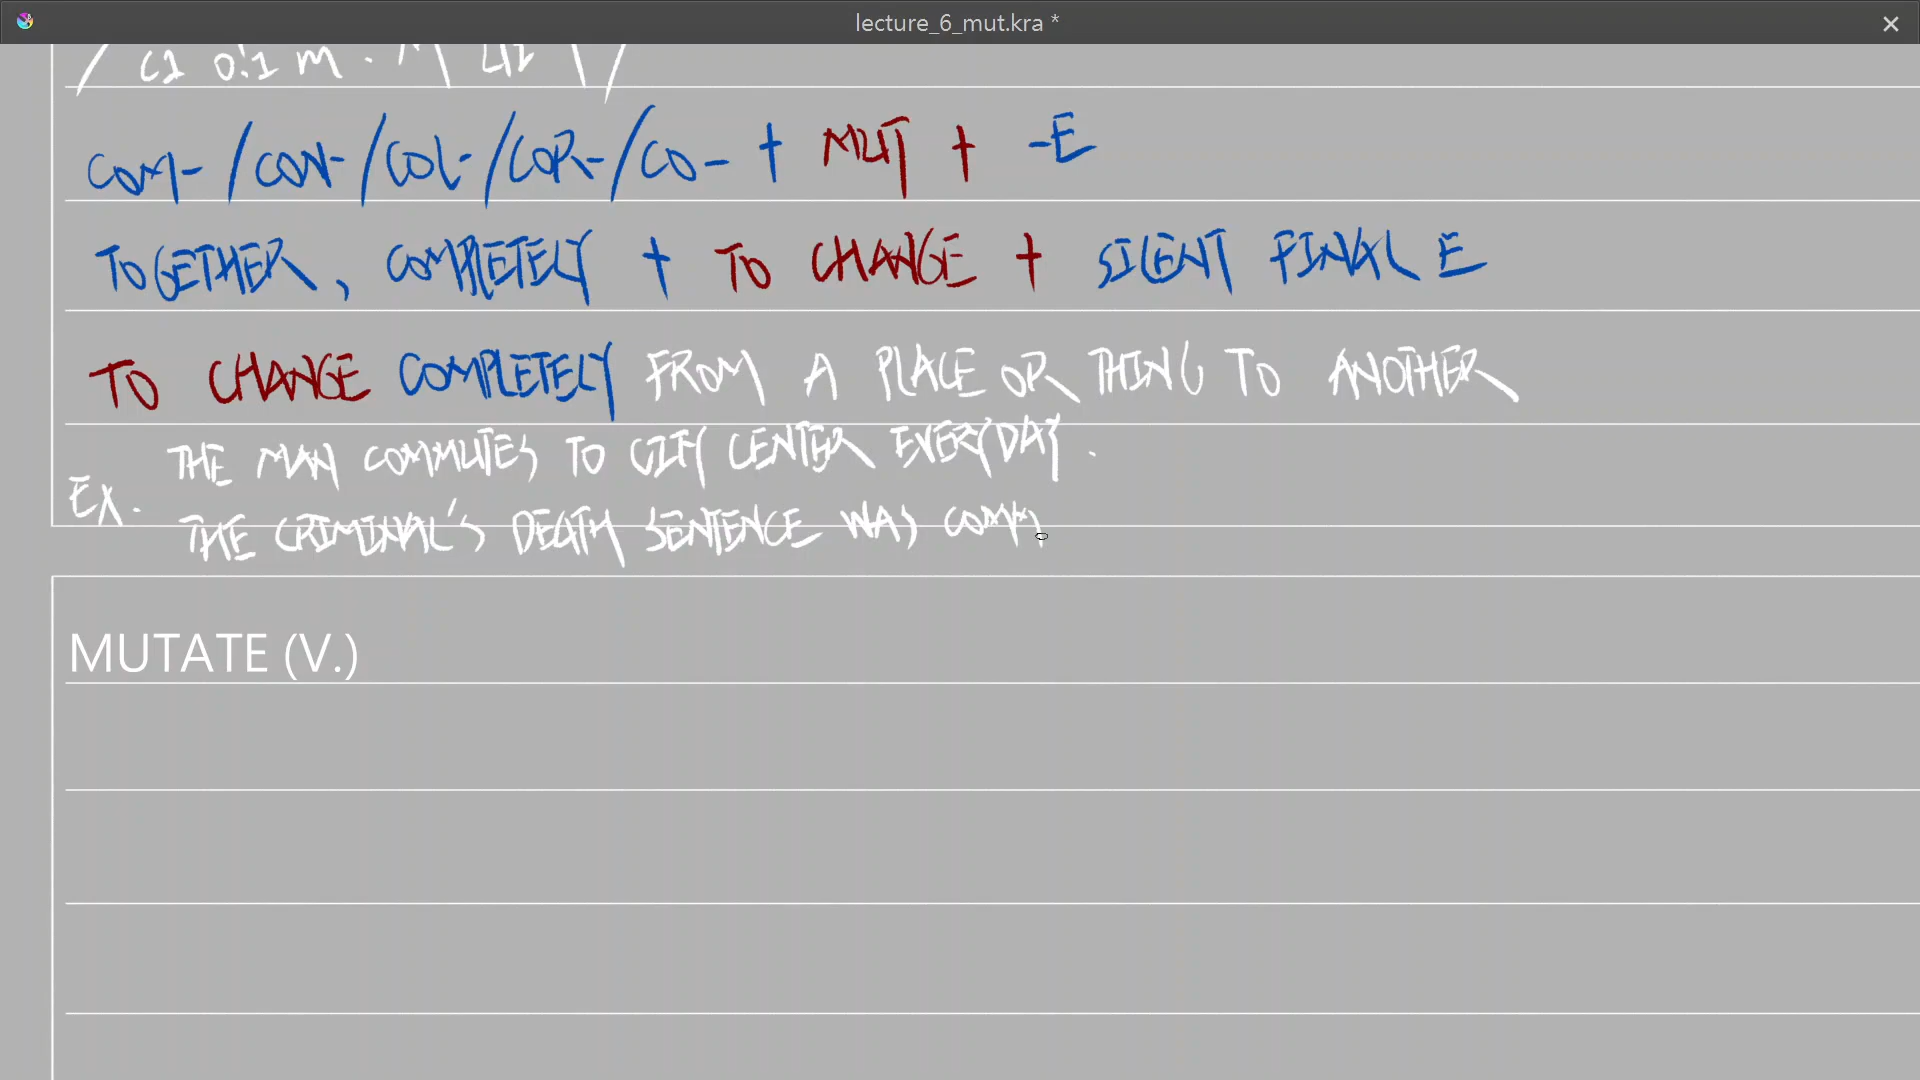 lecture_6_mut.kra *
COM- / CON- / COL- / COR- / CO- + MUT + -E
TOGETHER, COMPLETELY + TO CHANGE + SILENT FINAL E
TO CHANGE COMPLETELY FROM A PLACE OR THING TO ANOTHER
THE MAN COMMUTES TO CITY CENTER EVERYDAY.
EX.
THE CRIMINAL'S DEATH SENTENCE WAS COMM
MUTATE (V.)